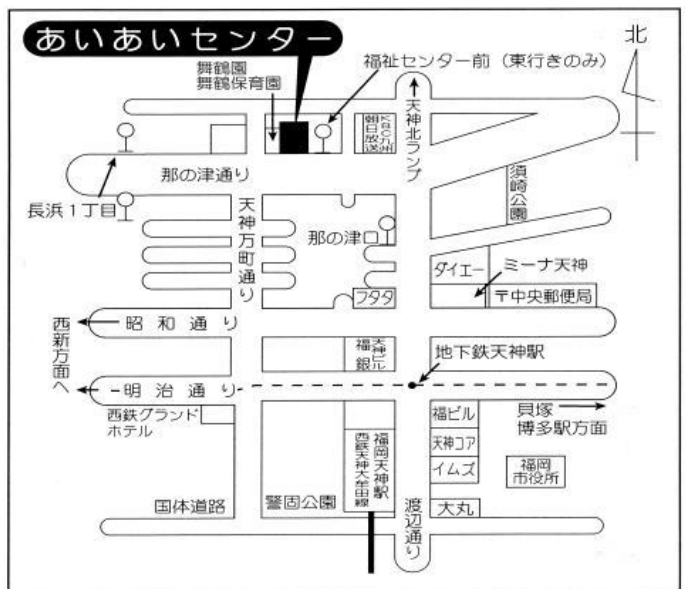 あいあいセンター
北
舞鶴園
舞鶴保育園
福祉センター前（東行きのみ）
天神北ランプ
KBC九州
朝日放送
那の津通り
須崎公園
長浜１丁目
天神万町通り
那の津口
ダイエー
ミーナ天神
フタタ
〒中央郵便局
西新方面へ
昭和通り
天神ビル
福銀
地下鉄天神駅
明治通り
西鉄グランド
ホテル
福ビル
貝塚
博多駅方面
天神コア
イムズ
福岡
市役所
福岡天神駅
西鉄天神大牟田線
国体道路
警固公園
渡辺通り
大丸